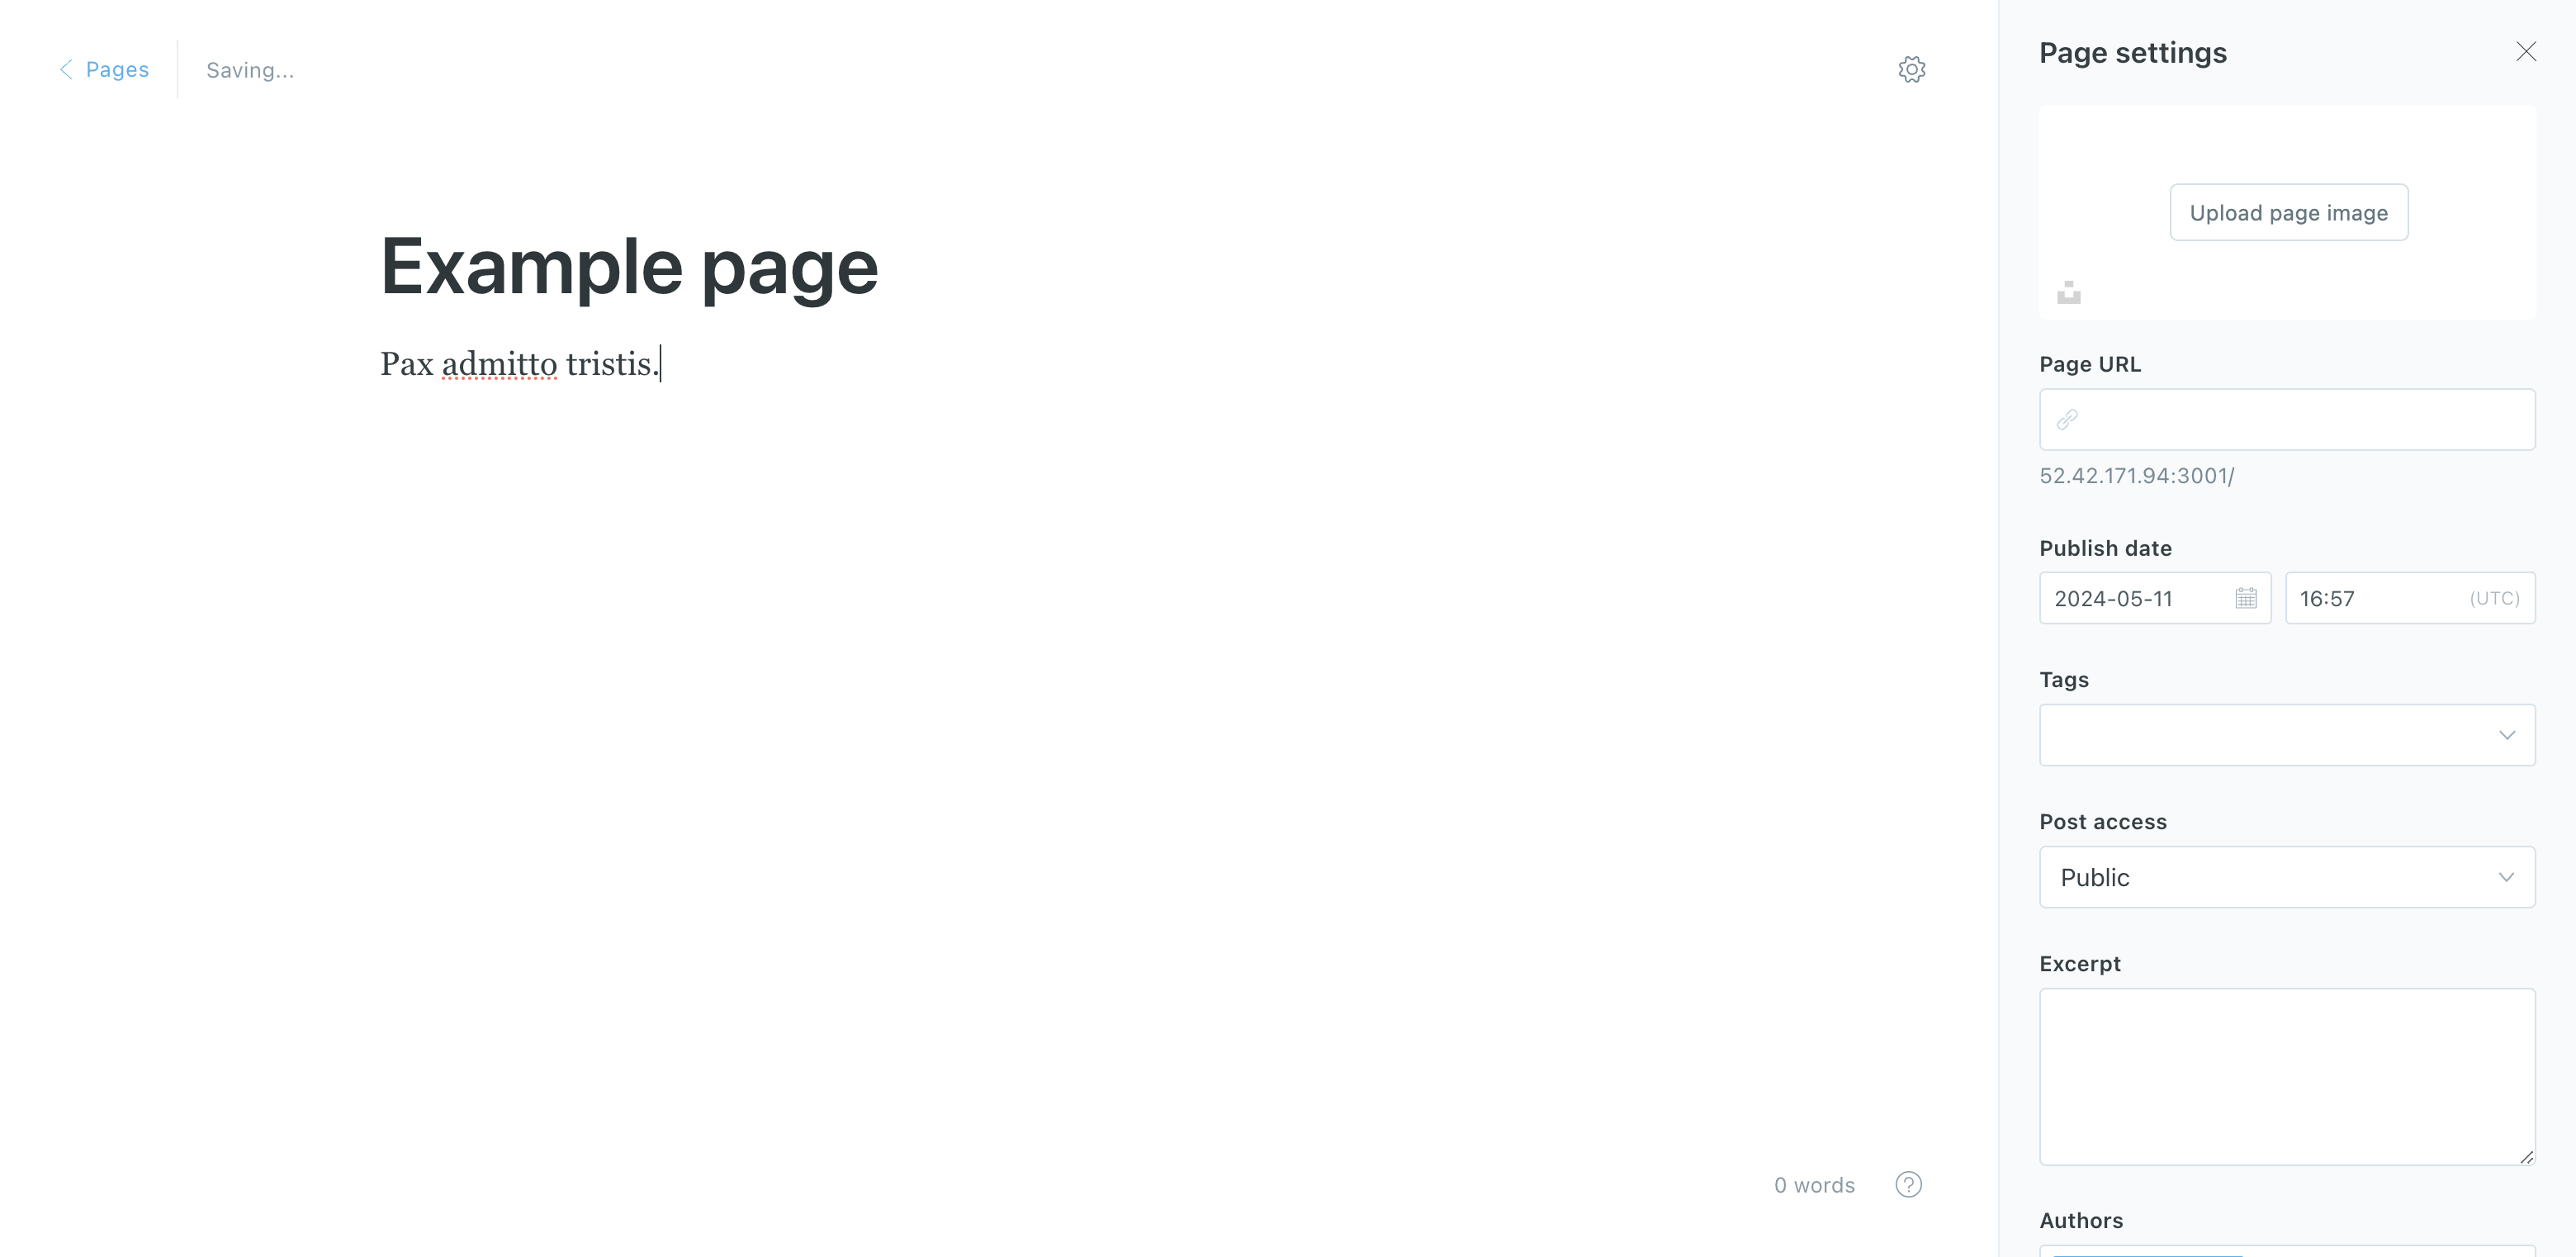 Pages
Saving...
Example page
Pax admitto tristis.
0 words
?
Page settings
Upload page image
Page URL
52.42.171.94:3001/
Publish date
2024-05-11
16:57 (UTC)
Tags
Post access
Public
Excerpt
Authors